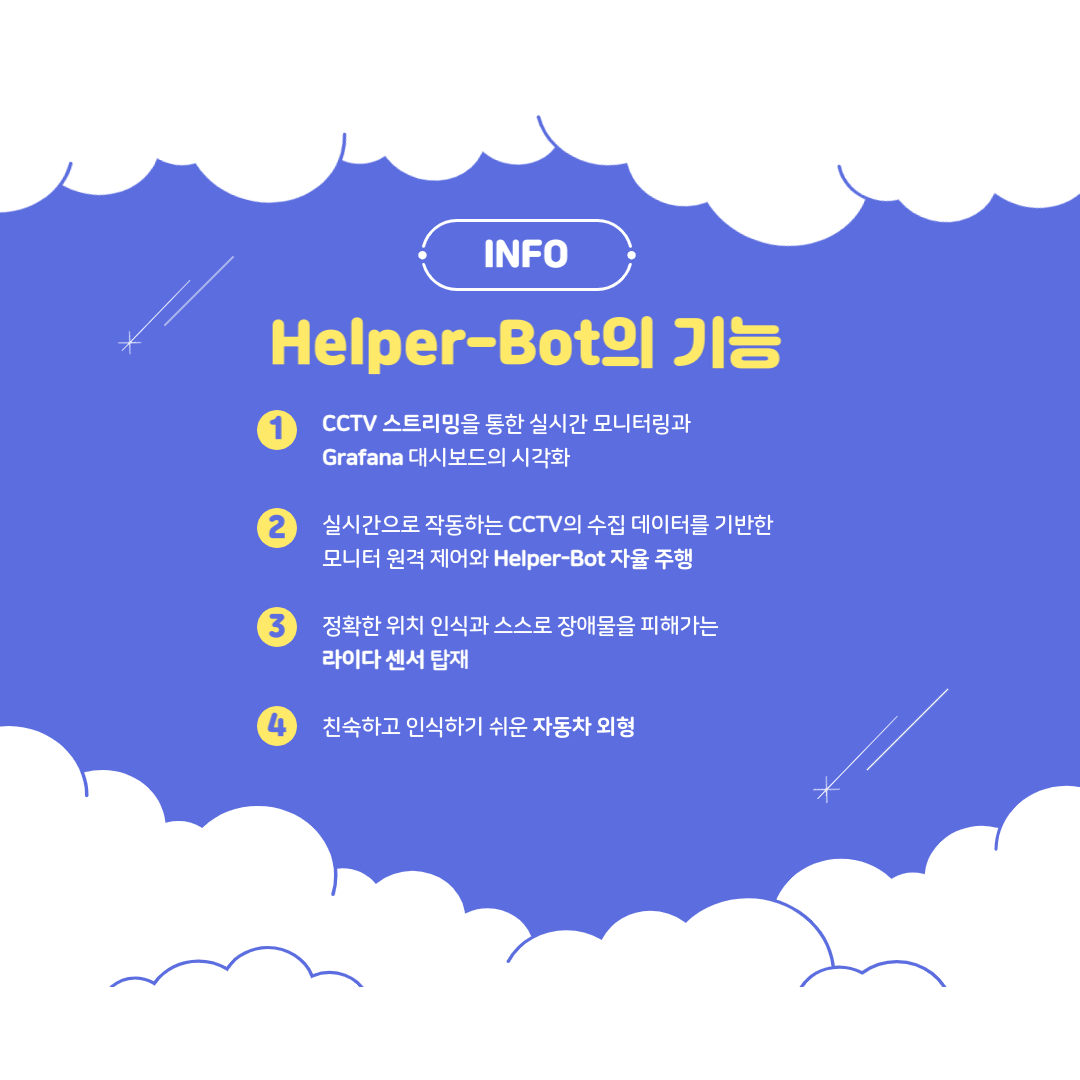 INFO
Helper-Bot의 기능
1
CCTV 스트리밍을 통한 실시간 모니터링과
Grafana 대시보드의 시각화
2
실시간으로 작동하는 CCTV의 수집 데이터를 기반한
모니터 원격 제어와 Helper-Bot 자율 주행
3
정확한 위치 인식과 스스로 장애물을 피해가는
라이다 센서 탑재
4
친숙하고 인식하기 쉬운 자동차 외형